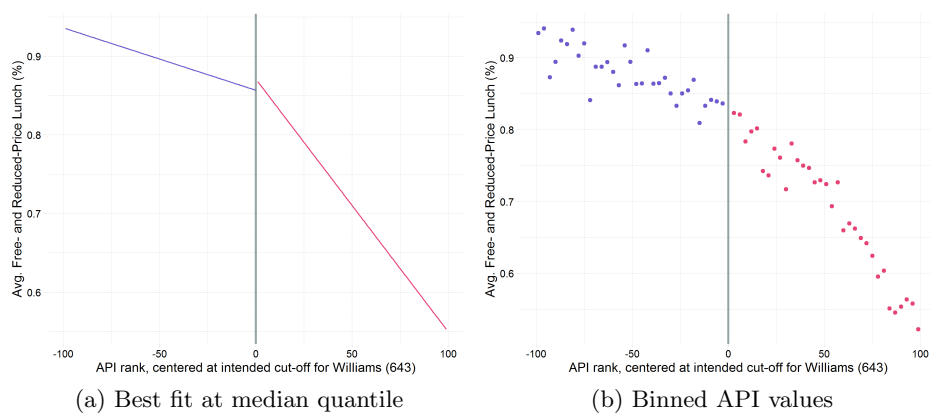 Avg. Free- and Reduced-Price Lunch (%)
0.9
0.8
0.7
0.6
-100 -50 0 50 100
API rank, centered at intended cut-off for Williams (643)
(a) Best fit at median quantile
Avg. Free- and Reduced-Price Lunch (%)
0.9
0.8
0.7
0.6
-100 -50 0 50 100
API rank, centered at intended cut-off for Williams (643)
(b) Binned API values